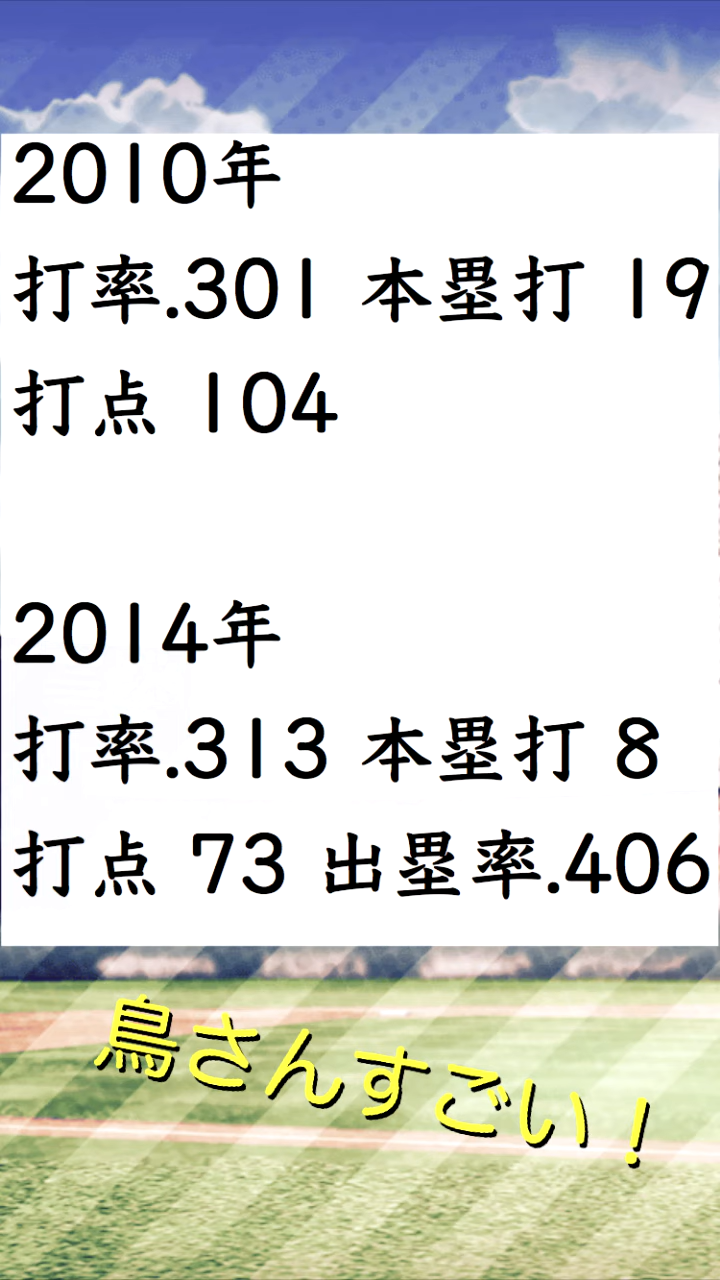 2010年
打率.301 本塁打 19
打点 104
2014年
打率.313 本塁打 8
打点 73 出塁率.406
鳥さんすごい！